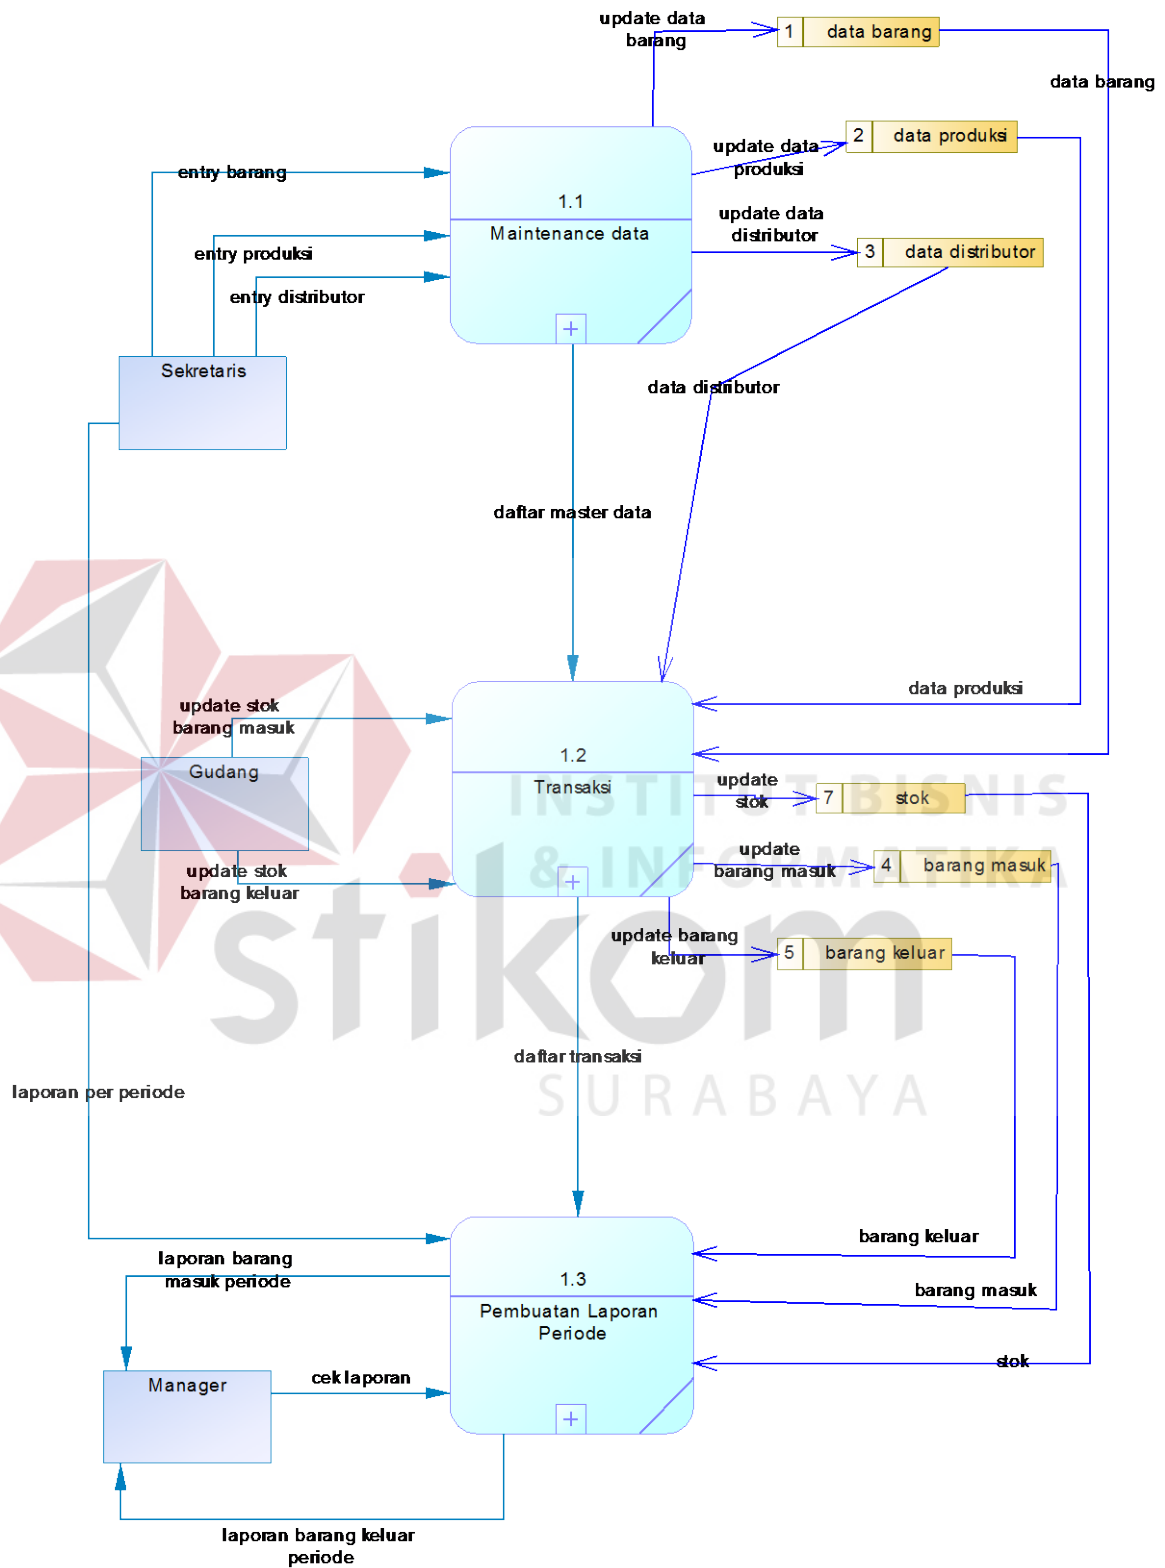 update data
barang
1 data barang
data barang
2 data produksi
update data
produksi
entry barang
1.1
Maintenance data
update data
distributor
3 data distributor
entry produksi
entry distributor
Sekretaris
data distributor
daftar master data
data produksi
update stok
barang masuk
Gudang
1.2
Transaksi
INSTITUT BISNIS
& INFORMATIKA
update
stok
7 stok
update
barang masuk
4 barang masuk
update stok
barang keluar
update barang
keluar
5 barang keluar
stikom
SURABAYA
daftar transaksi
laporan per periode
barang keluar
laporan barang
masuk periode
1.3
Pembuatan Laporan
Periode
barang masuk
stok
Manager
cek laporan
laporan barang keluar
periode